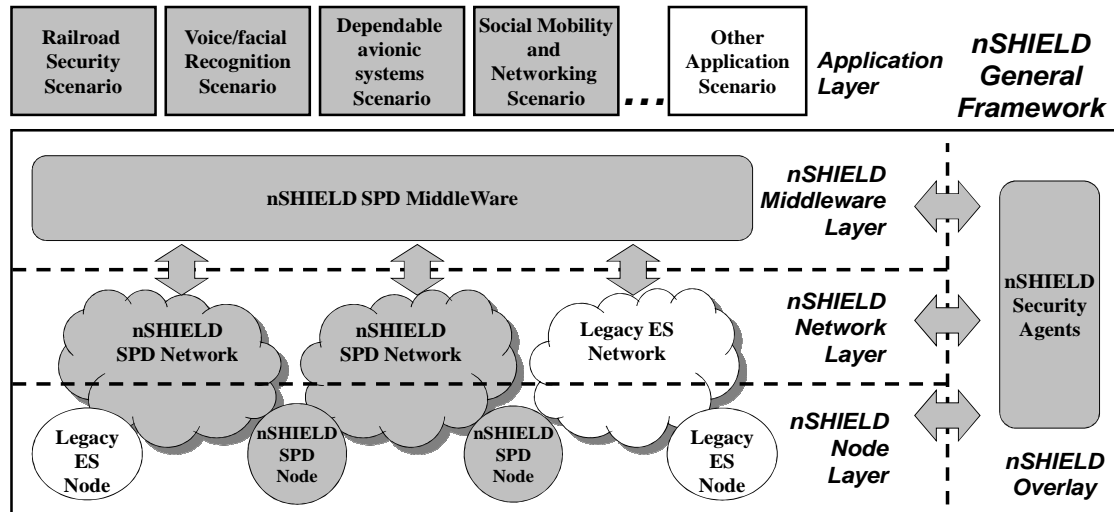 Railroad
Security
Scenario
Voice/facial
Recognition
Scenario
Dependable
avionic
systems
Scenario
Social Mobility
and
Networking
Scenario
...
Other
Application
Scenario
Application
Layer
nSHIELD
General
Framework
nSHIELD SPD MiddleWare
nSHIELD
Middleware
Layer
nSHIELD
SPD Network
nSHIELD
SPD Network
Legacy ES
Network
nSHIELD
Network
Layer
nSHIELD
Security
Agents
Legacy
ES
Node
nSHIELD
SPD
Node
nSHIELD
SPD
Node
Legacy
ES
Node
nSHIELD
Node
Layer
nSHIELD
Overlay